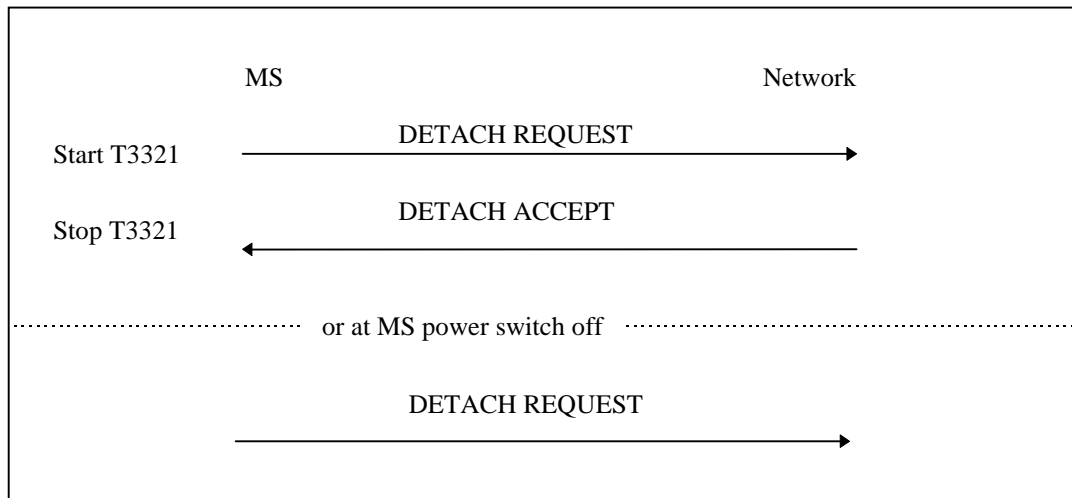 MS Network
DETACH REQUEST
Start T3321
DETACH ACCEPT
Stop T3321
or at MS power switch off
DETACH REQUEST